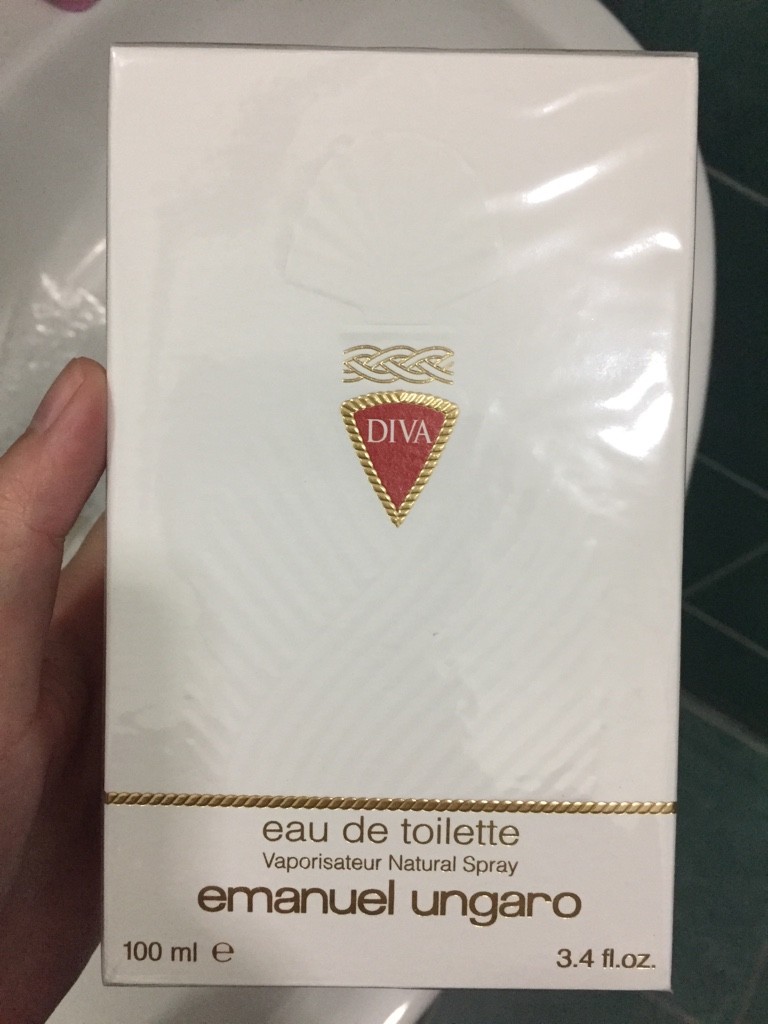 DIVA
eau de toilette
Vaporisateur Natural Spray
emanuel ungaro
100 ml ℮ 3.4 fl.oz.